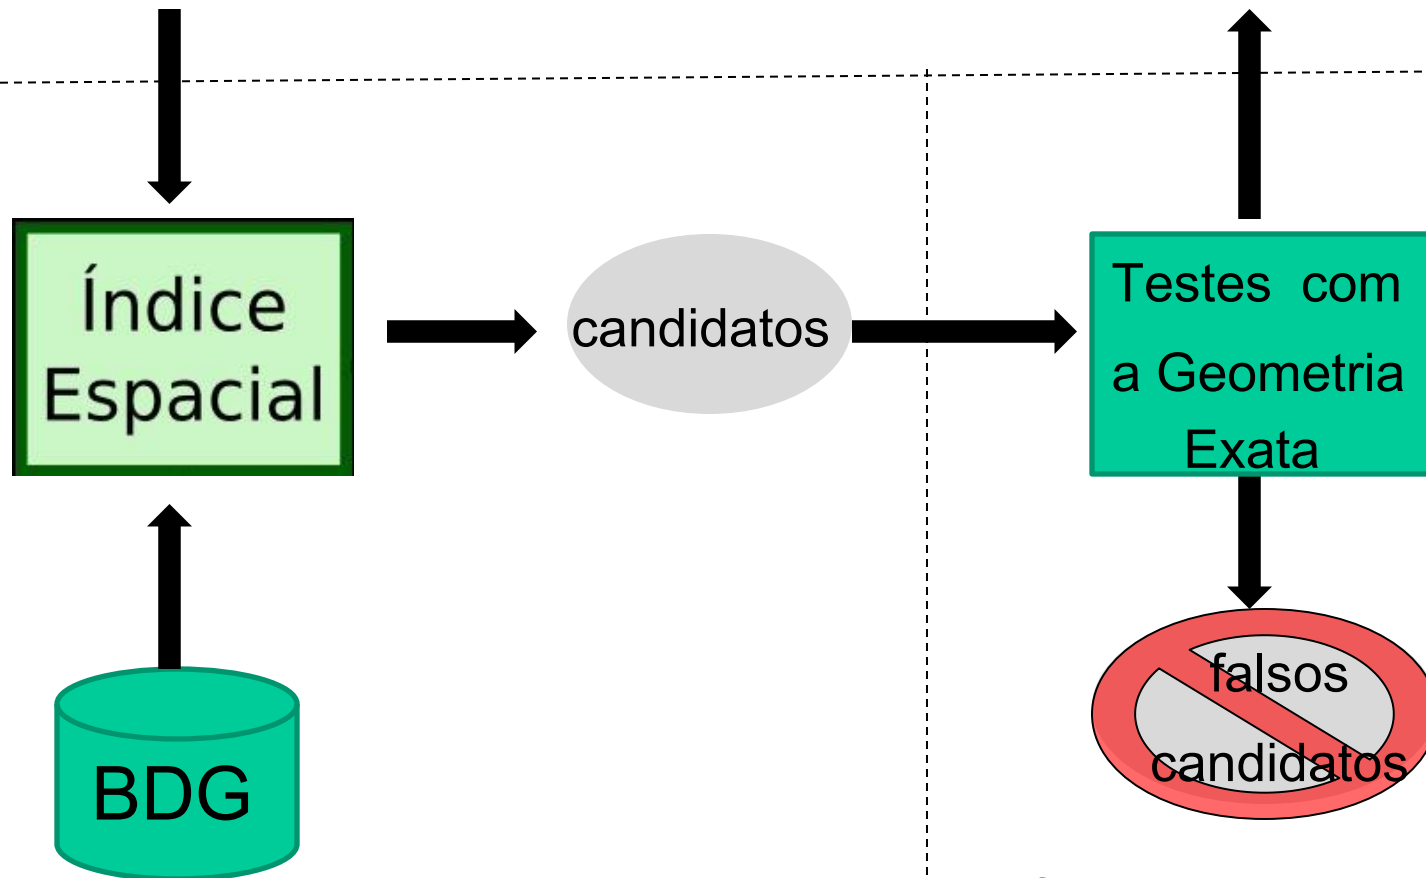 Índice
Espacial
candidatos
Testes com
a Geometria
Exata
falsos
candidatos
BDG